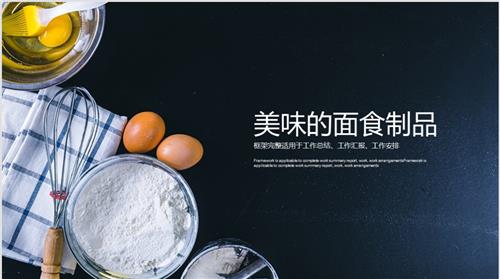 美味的面食制品
框架完整适用于工作总结、工作汇报、工作安排
Framework is applicable to complete work summary report, work, work arrangementsFramework is
applicable to complete work summary report, work, work arrangements